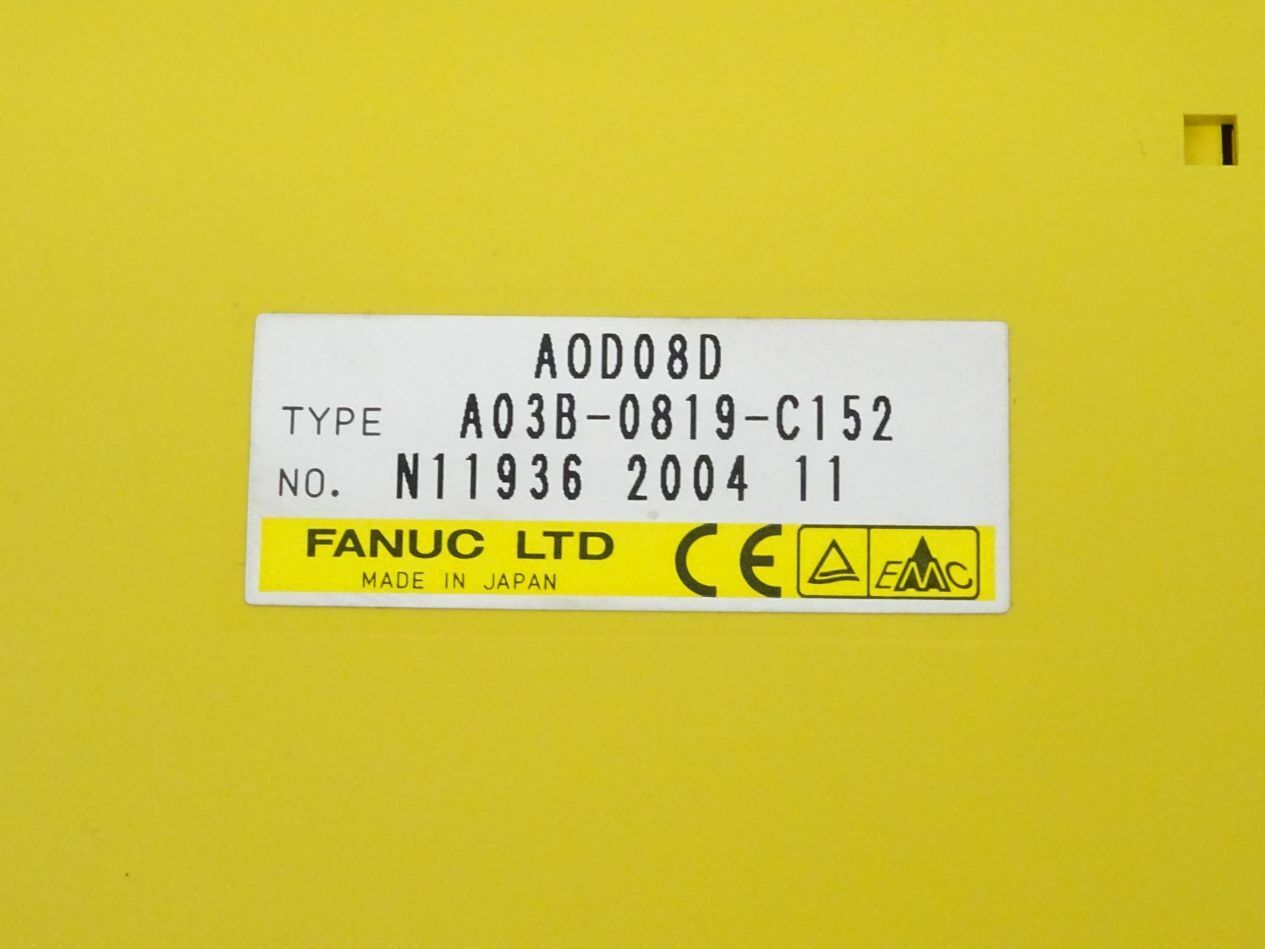 AOD08D
TYPE A03B-0819-C152
NO. N11936 2004 11
FANUC LTD
MADE IN JAPAN
CE
EMC